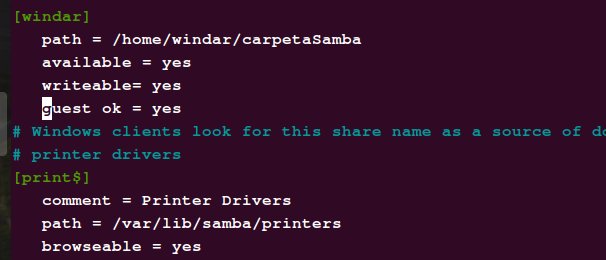 [windar]
path = /home/windar/carpetaSamba
available = yes
writeable= yes
guest ok = yes
# Windows clients look for this share name as a source of
# printer drivers
[print$]
comment = Printer Drivers
path = /var/lib/samba/printers
browseable = yes